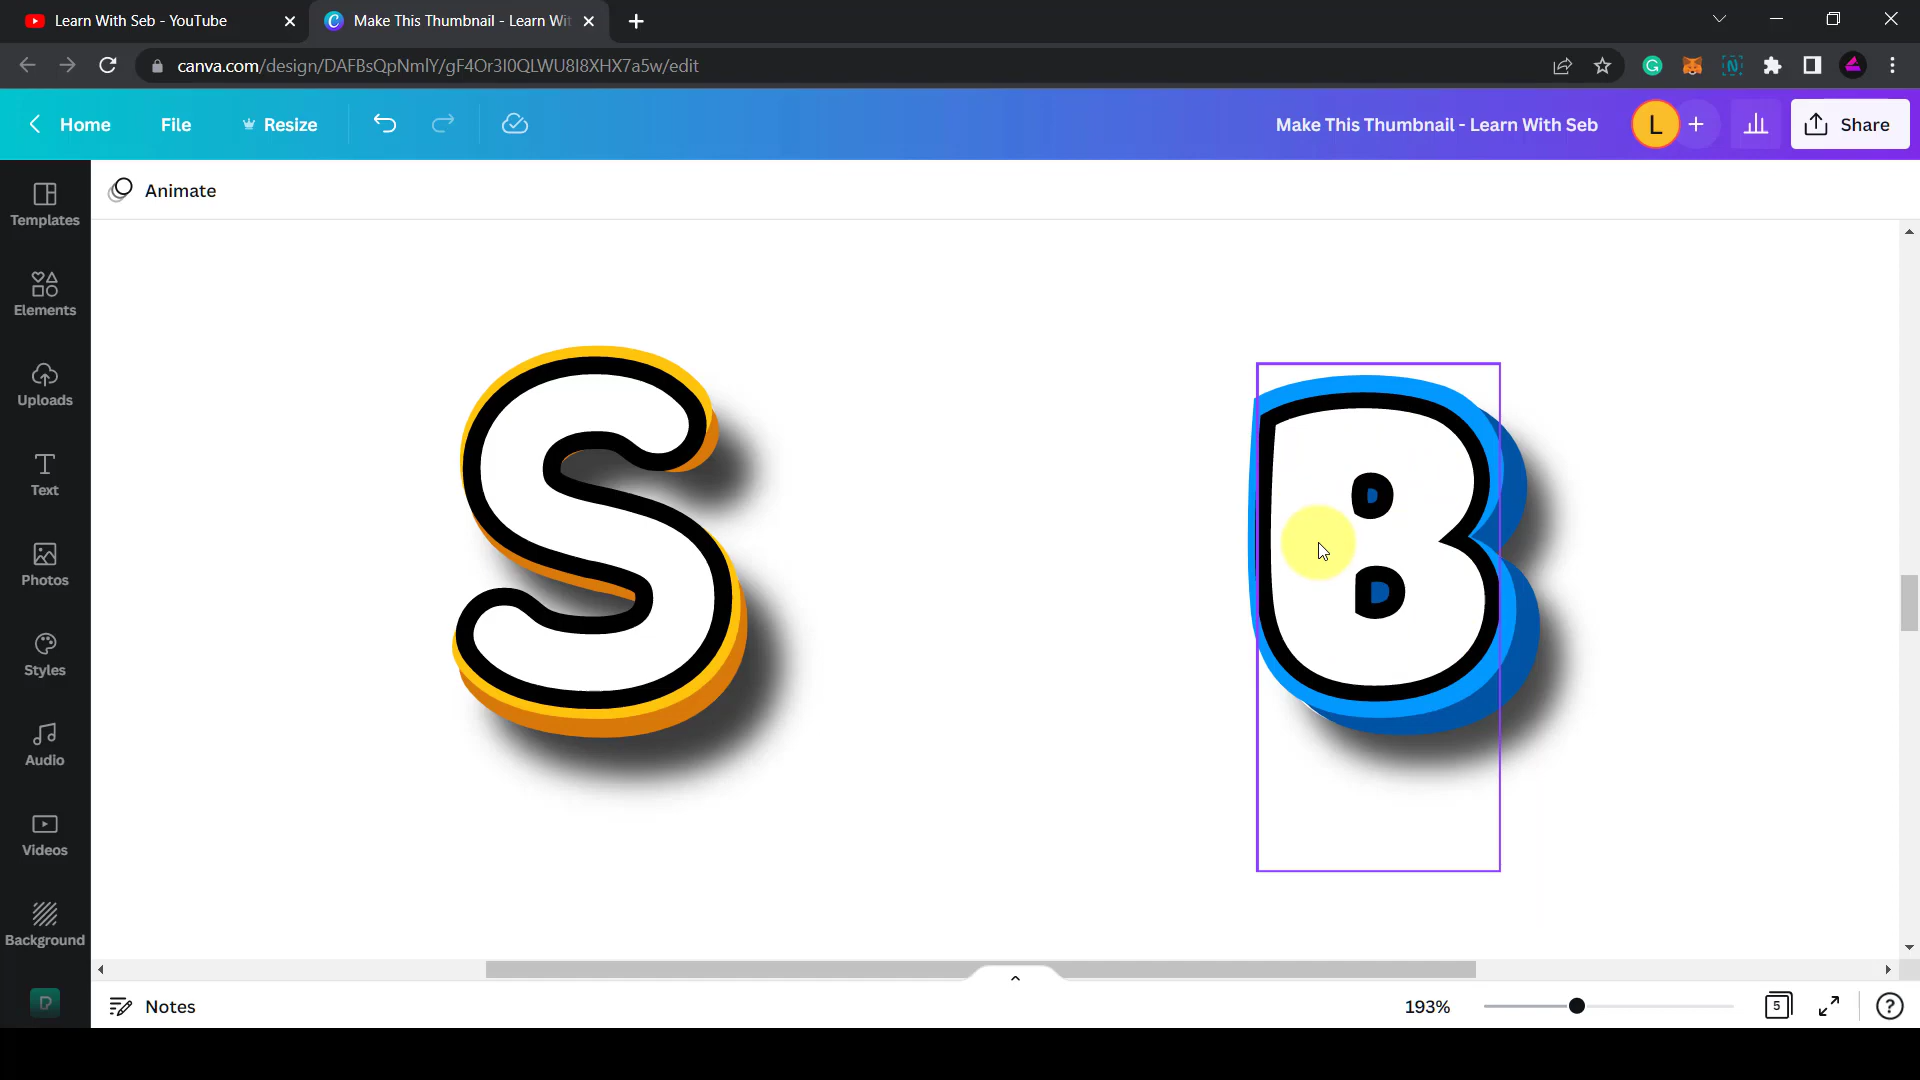 Learn With Seb - YouTube
Make This Thumbnail - Learn Wit
canva.com/design/DAFBsQpNmlY/gF4Or3I0QLWU8I8XHX7a5w/edit
Home
File
Resize
Make This Thumbnail - Learn With Seb
L
Share
Templates
Animate
Elements
Uploads
Text
Photos
Styles
Audio
Videos
Background
S
B
Notes
193%
5